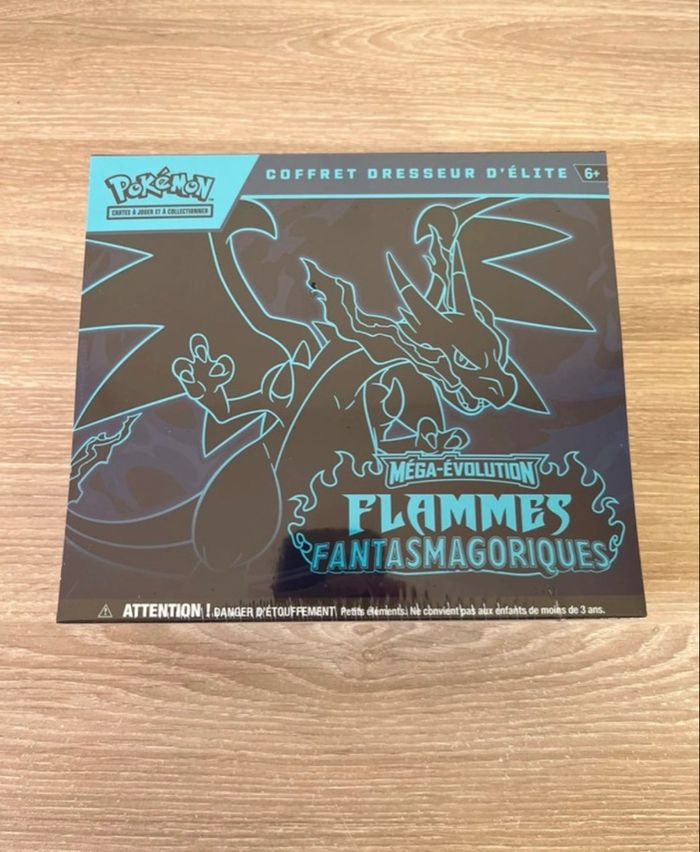 POKéMON
CARTES À JOUER ET À COLLECTIONNER
COFFRET DRESSEUR D'ÉLITE
6+
MÉGA-ÉVOLUTION
FLAMMES
FANTASMAGORIQUES
ATTENTION ! DANGER D'ÉTOUFFEMENT Petits éléments. Ne convient pas aux enfants de moins de 3 ans.